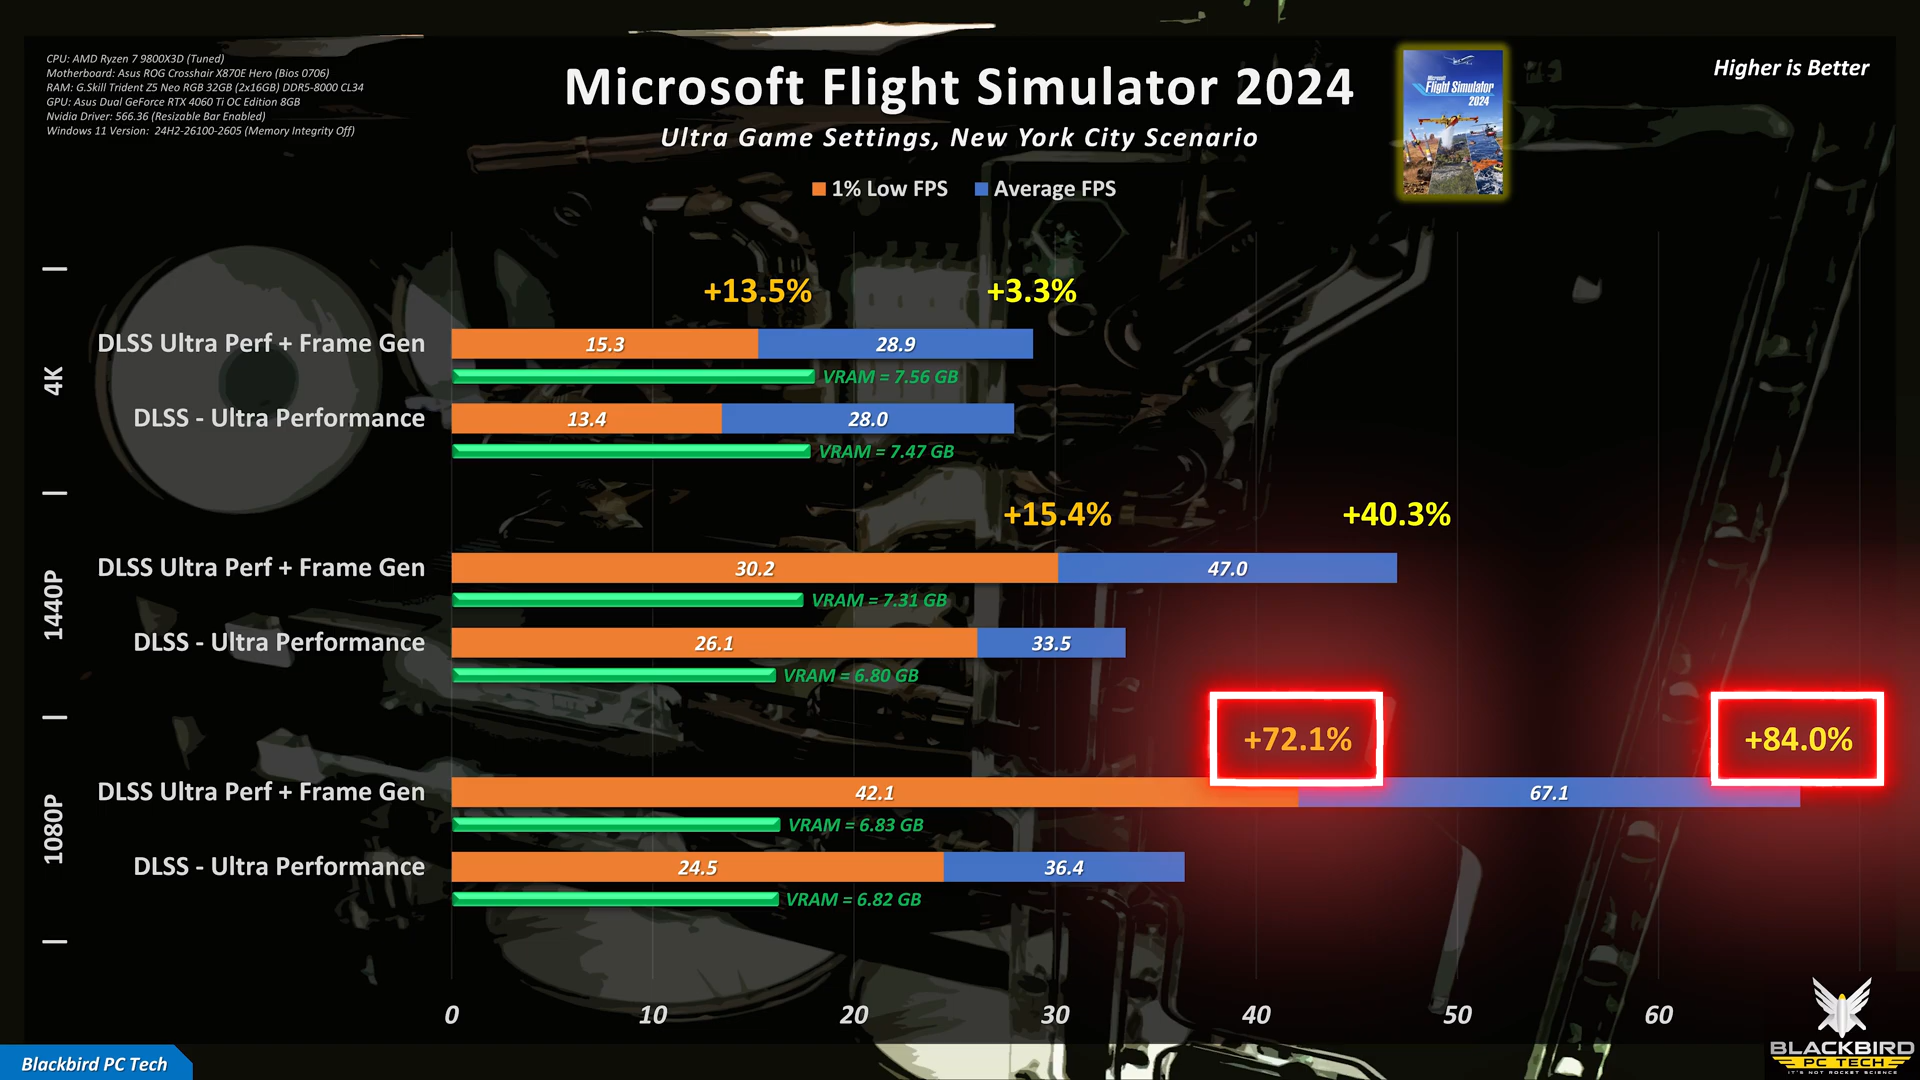 CPU: AMD Ryzen 7 9800X3D (Tuned)
Motherboard: Asus ROG Crosshair X870E Hero (Bios 0706)
RAM: G.Skill Trident Z5 Neo RGB 32GB (2x16GB) DDR5-8000 CL34
GPU: Asus Dual GeForce RTX 4060 Ti OC Edition 8GB
Nvidia Driver: 566.36 (Resizable Bar Enabled)
Windows 11 Version:  24H2-26100-2605 (Memory Integrity Off)
Microsoft Flight Simulator 2024
Ultra Game Settings, New York City Scenario
1% Low FPS
Average FPS
Microsoft
Flight Simulator
2024
Higher is Better
4K
+13.5%
+3.3%
DLSS Ultra Perf + Frame Gen
15.3
28.9
VRAM = 7.56 GB
DLSS - Ultra Performance
13.4
28.0
VRAM = 7.47 GB
1440P
+15.4%
+40.3%
DLSS Ultra Perf + Frame Gen
30.2
47.0
VRAM = 7.31 GB
DLSS - Ultra Performance
26.1
33.5
VRAM = 6.80 GB
1080P
+72.1%
+84.0%
DLSS Ultra Perf + Frame Gen
42.1
67.1
VRAM = 6.83 GB
DLSS - Ultra Performance
24.5
36.4
VRAM = 6.82 GB
0
10
20
30
40
50
60
Blackbird PC Tech
BLACKBIRD
PC TECH
IT'S NOT ROCKET SCIENCE